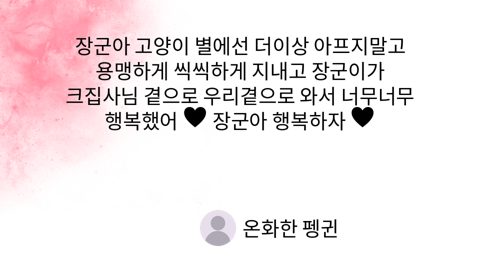 장군아 고양이 별에선 더이상 아프지말고
용맹하게 씩씩하게 지내고 장군이가
크집사님 곁으로 우리곁으로 와서 너무너무
행복했어 🖤 장군아 행복하자 🖤
온화한 펭귄